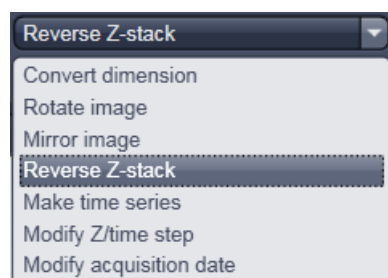 Reverse Z-stack
Convert dimension
Rotate image
Mirror image
Reverse Z-stack
Make time series
Modify Z/time step
Modify acquisition date